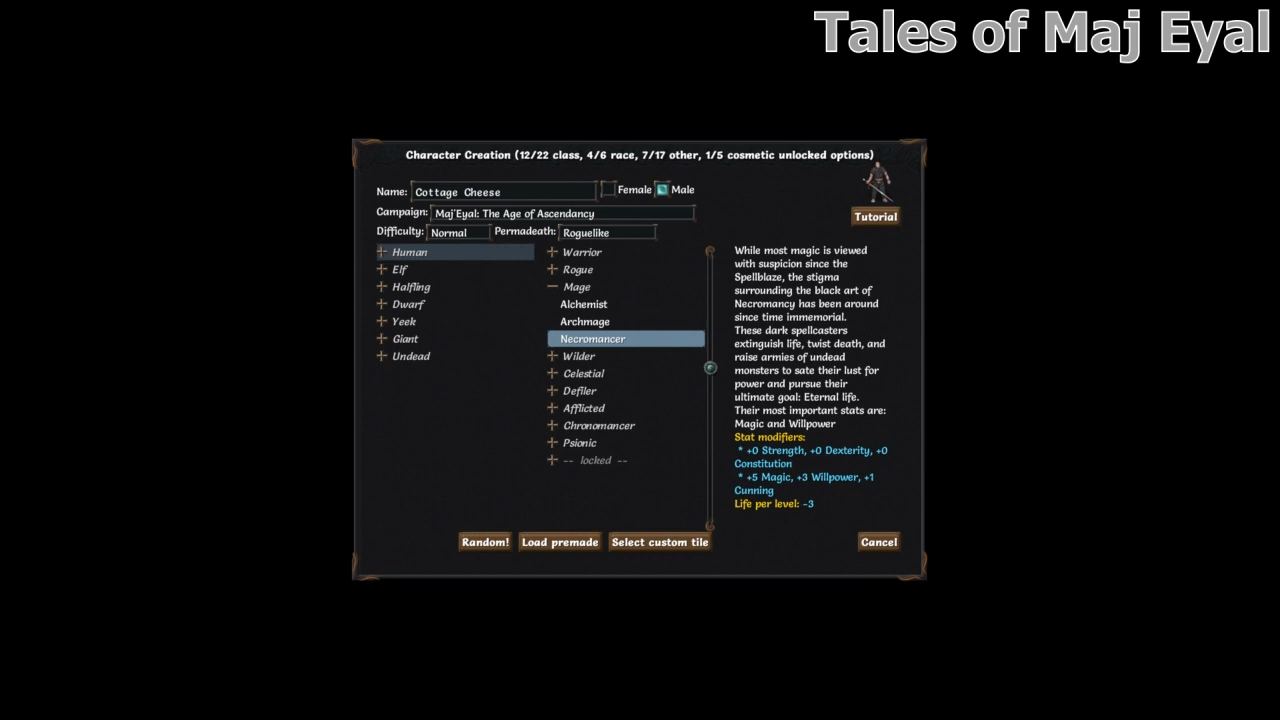 Tales of Maj Eyal
Character Creation (12/22 class, 4/6 race, 7/17 other, 1/5 cosmetic unlocked options)
Name: Cottage Cheese Female Male
Campaign: Maj'Eyal: The Age of Ascendancy
Tutorial
Difficulty: Normal Permadeath: Roguelike
Human
Elf
Halfling
Dwarf
Yeek
Giant
Undead
Warrior
Rogue
Mage
Alchemist
Archmage
Necromancer
Wilder
Celestial
Defiler
Afflicted
Chronomancer
Psionic
-- locked --
While most magic is viewed
with suspicion since the
Spellblaze, the stigma
surrounding the black art of
Necromancy has been around
since time immemorial.
These dark spellcasters
extinguish life, twist death, and
raise armies of undead
monsters to sate their lust for
power and pursue their
ultimate goal: Eternal life.
Their most important stats are:
Magic and Willpower
Stat modifiers:
* +0 Strength, +0 Dexterity, +0
Constitution
* +5 Magic, +3 Willpower, +1
Cunning
Life per level: -3
Random! Load premade Select custom tile Cancel